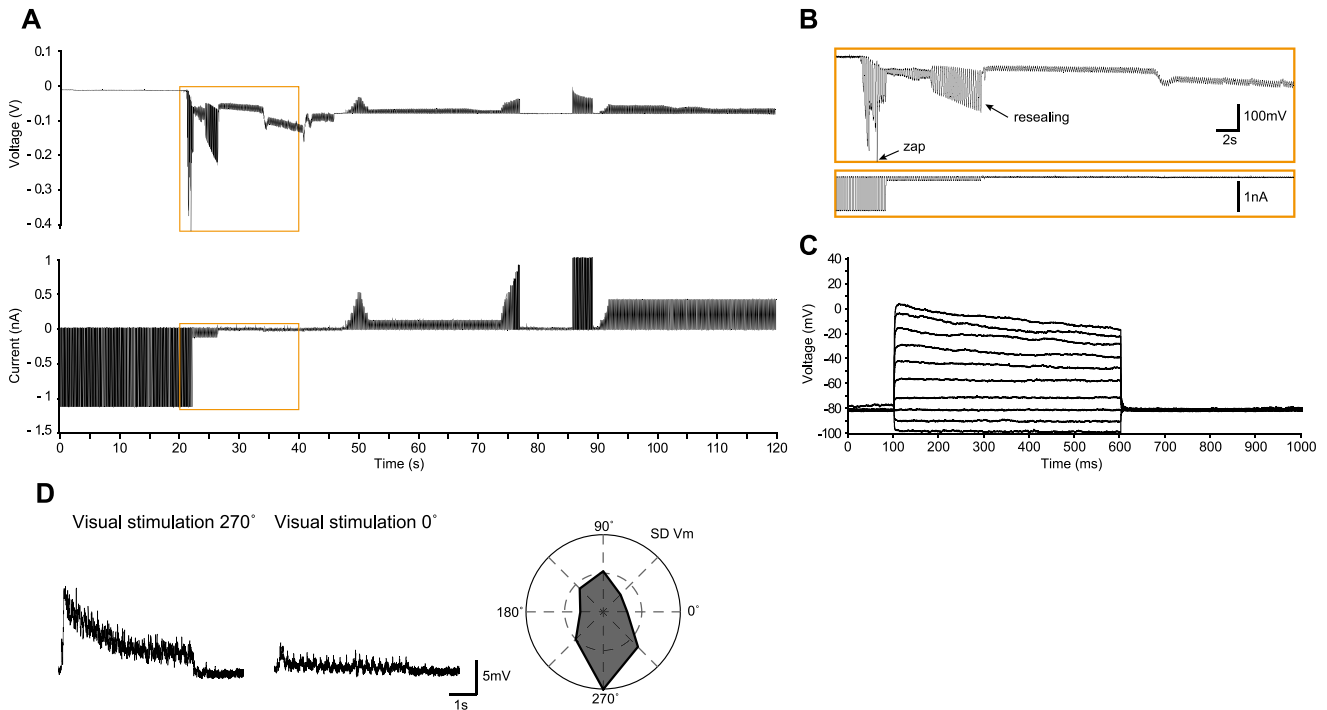 A
0.1
0
- 0.1
- 0.2
- 0.3
- 0.4
Voltage (V)
1
0.5
0
- 0.5
- 1
- 1.5
Current (nA)
0 10 20 30 40 50 60 70 80 90 100 110 120
Time (s)
B
zap
resealing
100mV
2s
1nA
C
40
20
0
-20
-40
-60
-80
-100
Voltage (mV)
0 100 200 300 400 500 600 700 800 900 1000
Time (ms)
D
Visual stimulation 270°
Visual stimulation 0°
5mV
1s
90°
SD Vm
180°
0°
270°